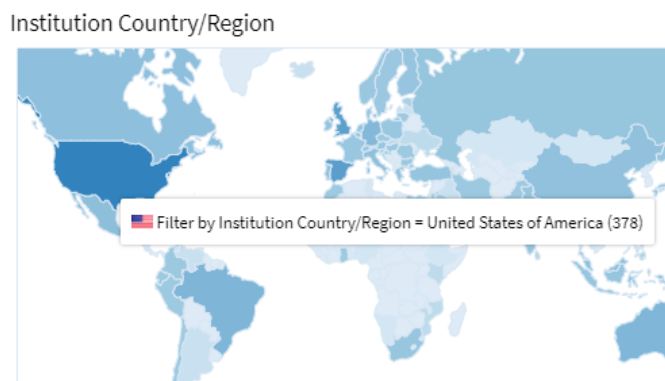 Institution Country/Region
Filter by Institution Country/Region = United States of America (378)